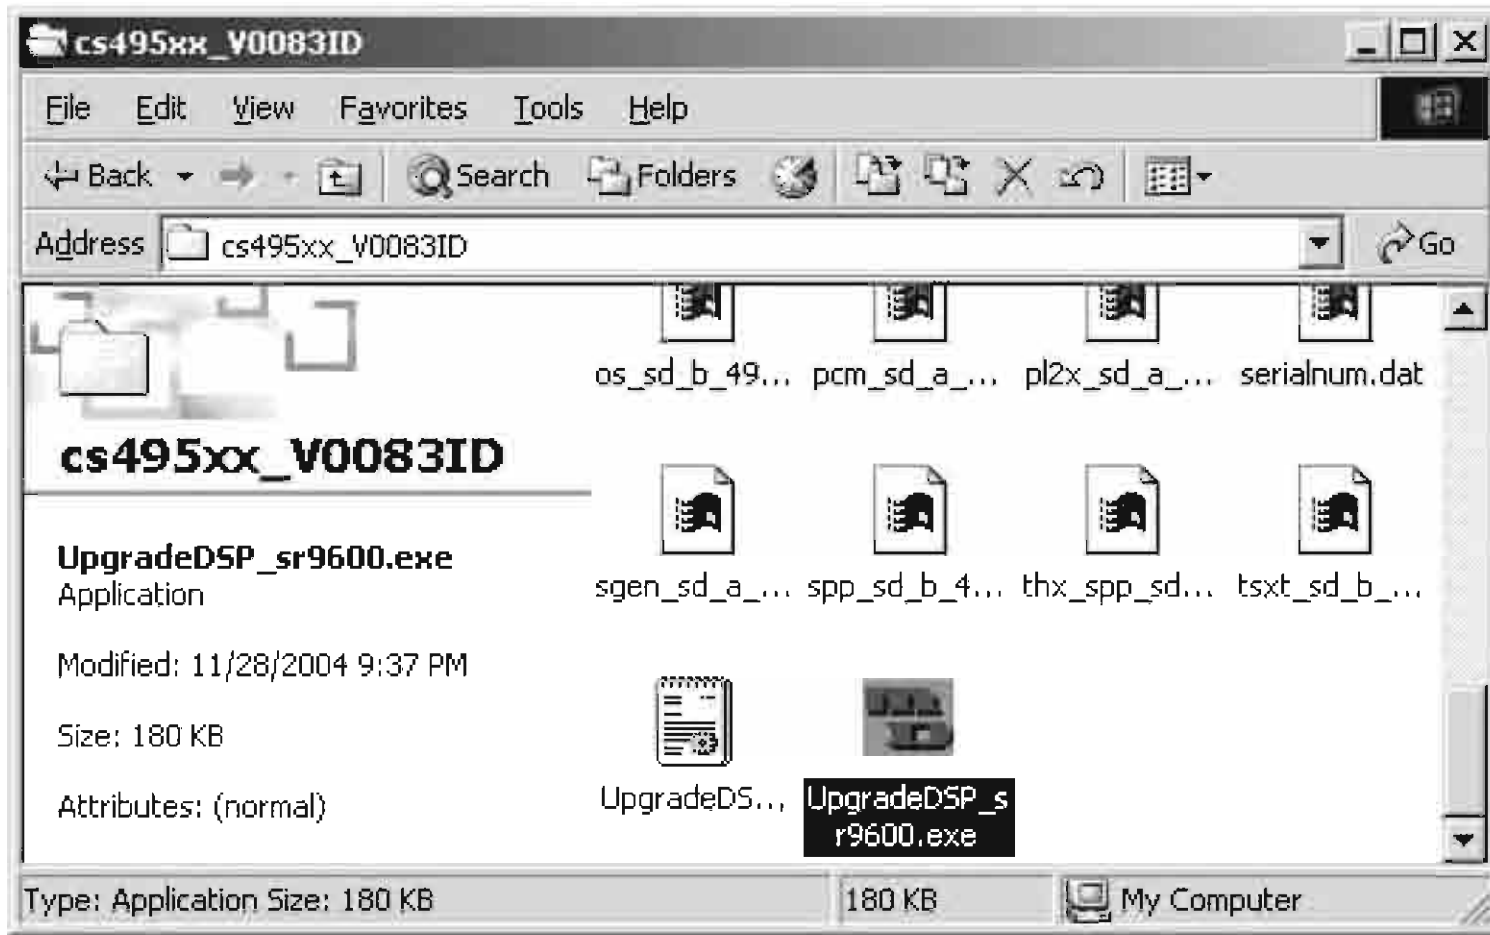 cs495xx_V0083ID
File Edit View Favorites Tools Help
Back Search Folders
Address cs495xx_V0083ID Go
os_sd_b_49... pcm_sd_a_... pl2x_sd_a_... serialnum.dat
cs495xx_V0083ID
sgen_sd_a_... spp_sd_b_4... thx_spp_sd... tsxt_sd_b_...
UpgradeDSP_sr9600.exe
Application
Modified: 11/28/2004 9:37 PM
Size: 180 KB
Attributes: (normal)
UpgradeDS... UpgradeDSP_s
r9600.exe
Type: Application Size: 180 KB 180 KB My Computer